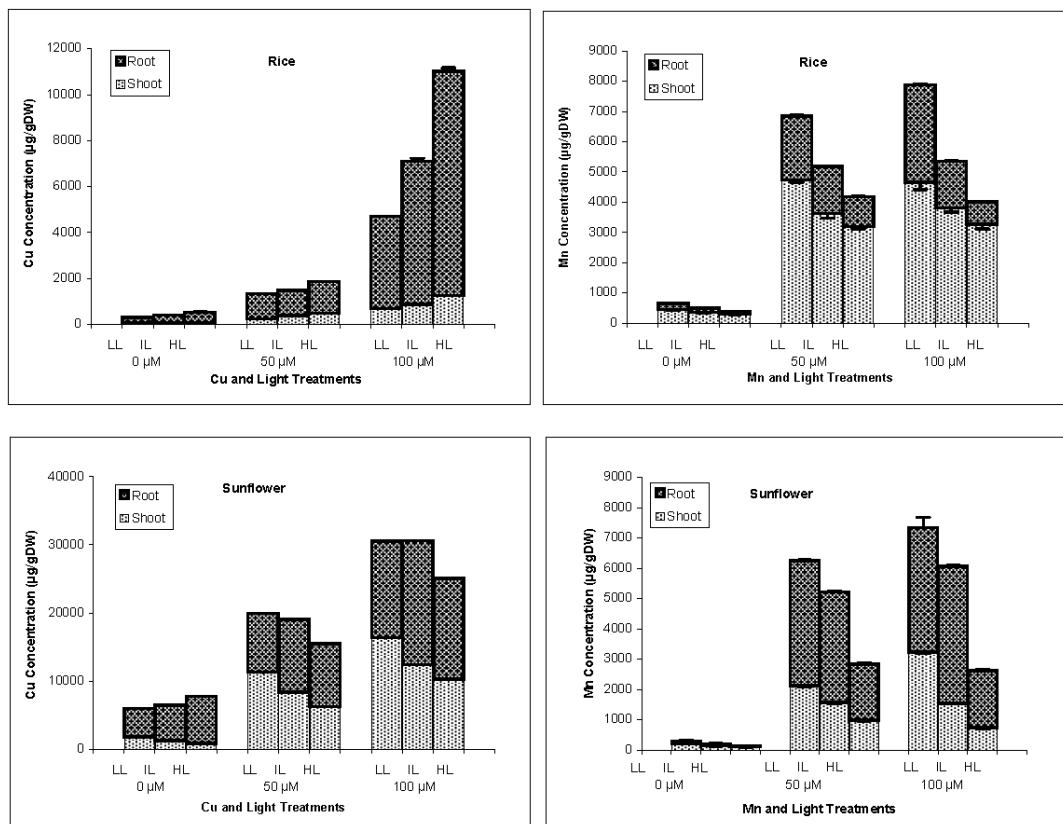 Rice
Root
Shoot
Cu Concentration (µg/gDW)
12000
10000
8000
6000
4000
2000
0
LL IL HL LL IL HL LL IL HL
0 µM 50 µM 100 µM
Cu and Light Treatments
Rice
Root
Shoot
Mn Concentration (µg/gDW)
9000
8000
7000
6000
5000
4000
3000
2000
1000
0
LL IL HL LL IL HL LL IL HL
0 µM 50 µM 100 µM
Mn and Light Treatments
Sunflower
Root
Shoot
Cu Concentration (µg/gDW)
40000
30000
20000
10000
0
LL IL HL LL IL HL LL IL HL
0 µM 50 µM 100 µM
Cu and Light Treatments
Sunflower
Root
Shoot
Mn Concentration (µg/gDW)
9000
8000
7000
6000
5000
4000
3000
2000
1000
0
LL IL HL LL IL HL LL IL HL
0 µM 50 µM 100 µM
Mn and Light Treatments